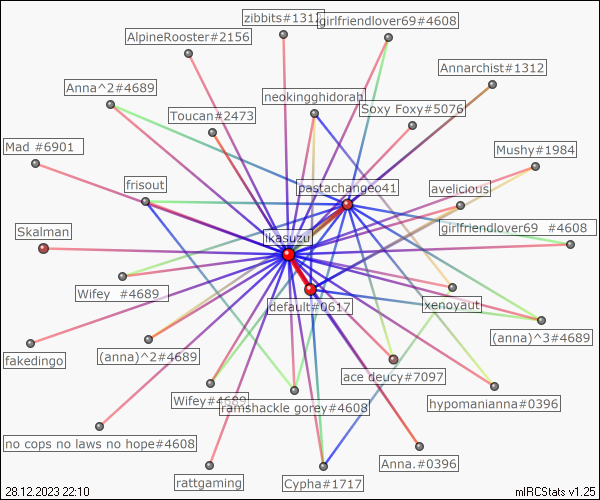 zibbits#1312
girlfriendlover69#4608
AlpineRooster#2156
Annarchist#1312
Anna^2#4689
neokingghidorah
Soxy Foxy#5076
Toucan#2473
Mad #6901
Mushy#1984
frisout
pastachangeo41
avelicious
Skalman
ikasuzu
girlfriendlover69 #4608
Wifey #4689
default#0617
xenoyaut
fakedingo
(anna)^2#4689
(anna)^3#4689
ace deucy#7097
Wifey#4689
ramshackle gorey#4608
hypomanianna#0396
no cops no laws no hope#4608
rattgaming
Cypha#1717
Anna.#0396
28.12.2023 22:10
mIRCStats v1.25